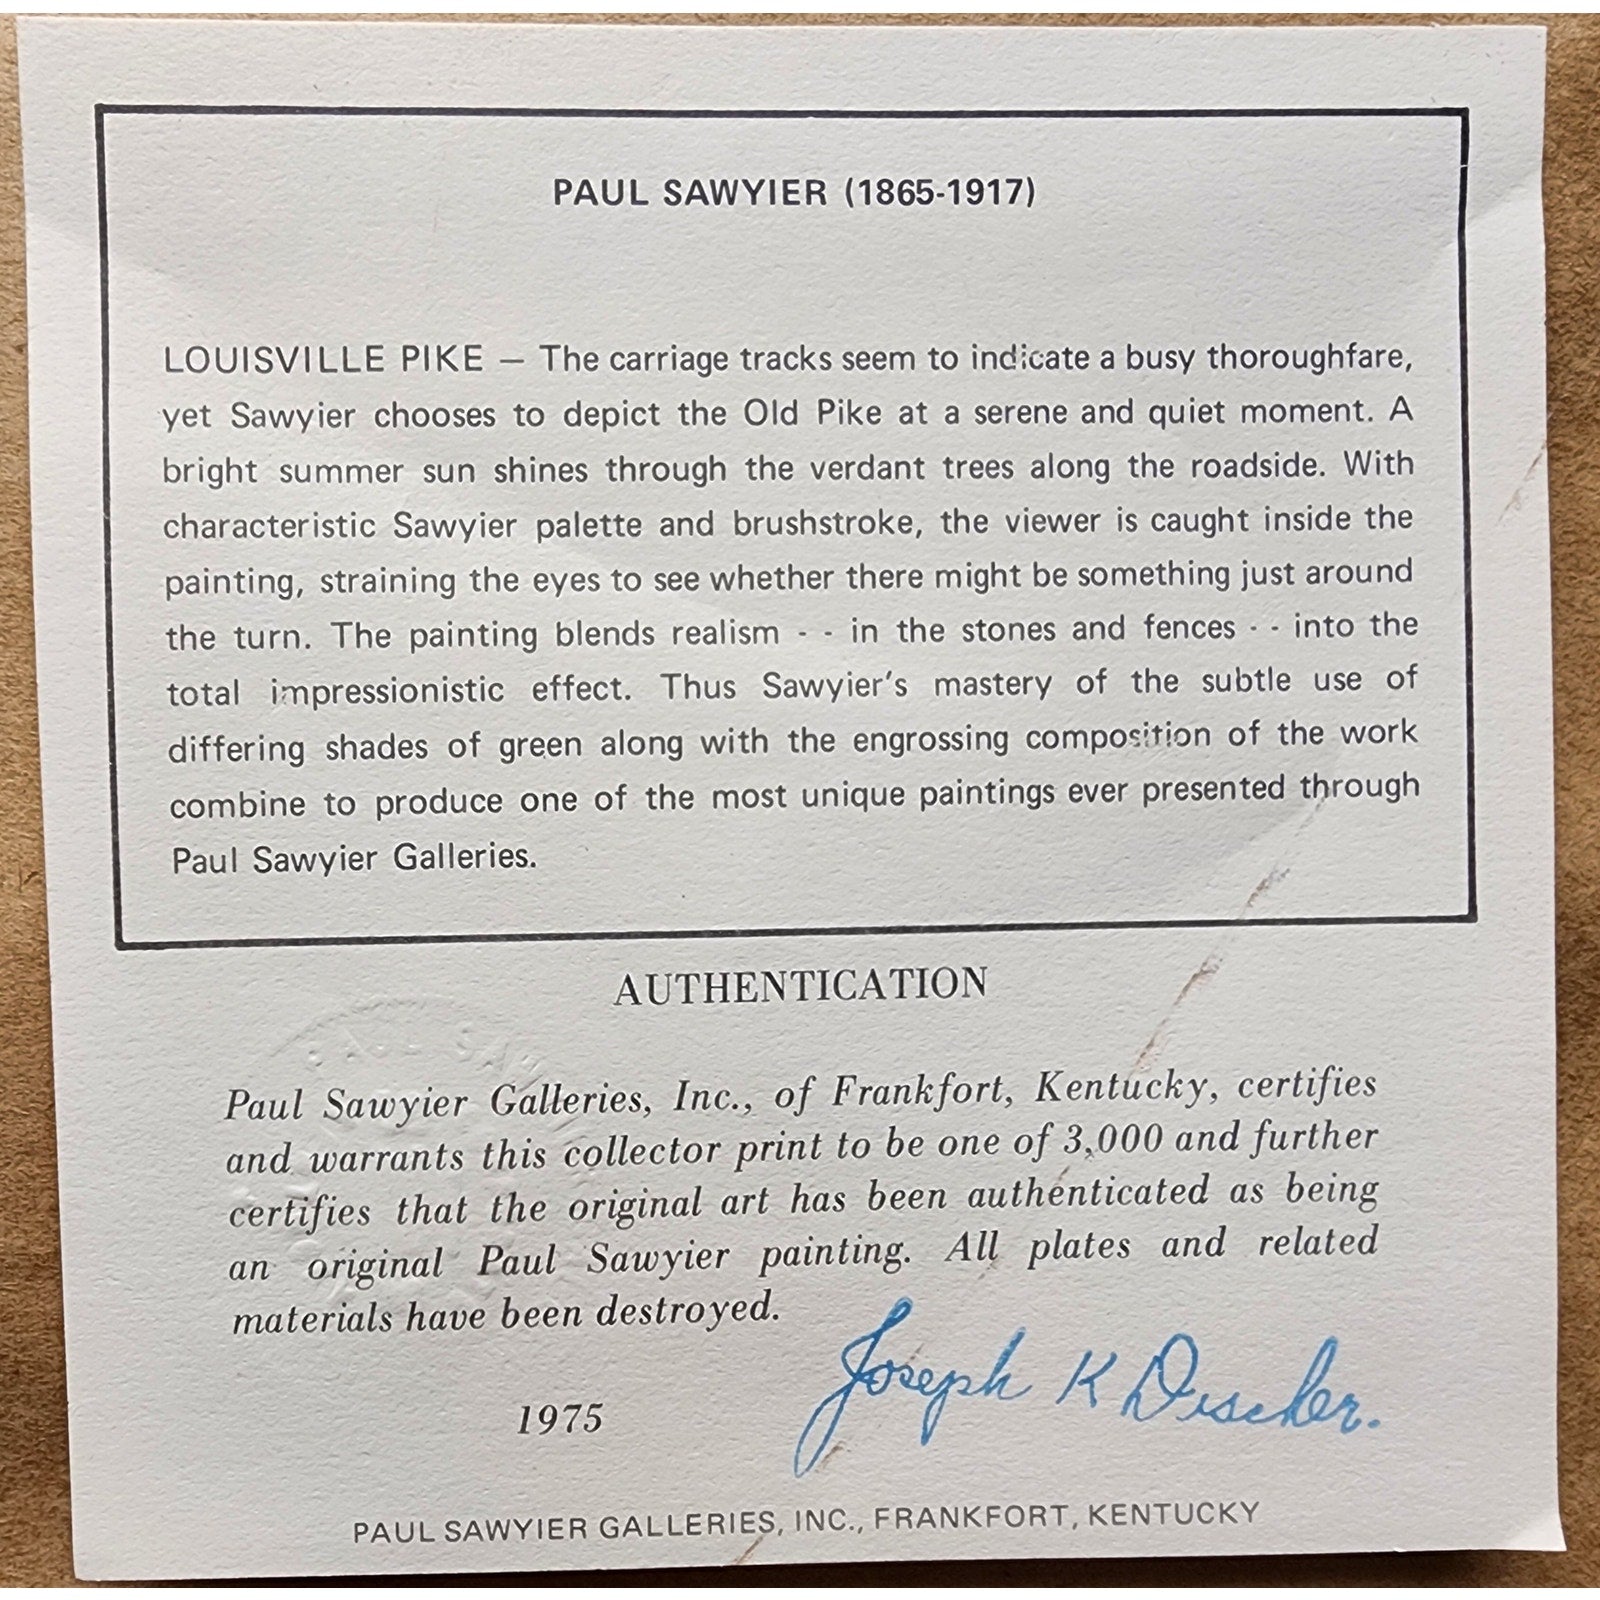 PAUL SAWYIER (1865-1917)
LOUISVILLE PIKE — The carriage tracks seem to indicate a busy thoroughfare,
yet Sawyier chooses to depict the Old Pike at a serene and quiet moment. A
bright summer sun shines through the verdant trees along the roadside. With
characteristic Sawyier palette and brushstroke, the viewer is caught inside the
painting, straining the eyes to see whether there might be something just around
the turn. The painting blends realism - - in the stones and fences - - into the
total impressionistic effect. Thus Sawyier's mastery of the subtle use of
differing shades of green along with the engrossing composition of the work
combine to produce one of the most unique paintings ever presented through
Paul Sawyier Galleries.
AUTHENTICATION
PAUL SAW
Paul Sawyier Galleries, Inc., of Frankfort, Kentucky, certifies
and warrants this collector print to be one of 3,000 and further
certifies that the original art has been authenticated as being
an original Paul Sawyier painting. All plates and related
materials have been destroyed.
1975
Joseph K
PAUL SAWYIER GALLERIES, INC., FRANKFORT, KENTUCKY